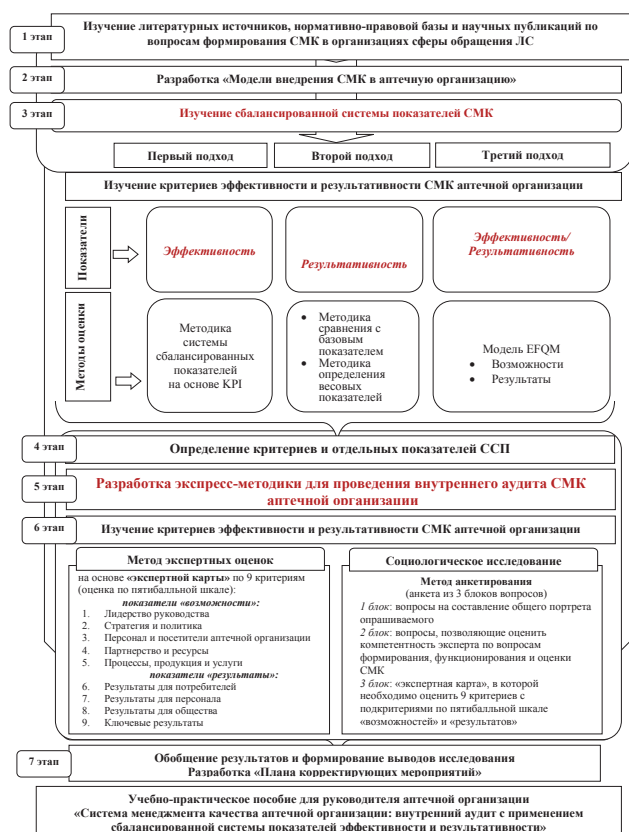 1 этап
Изучение литературных источников, нормативно-правовой базы и научных публикаций по
вопросам формирования СМК в организациях сферы обращения ЛС
2 этап
Разработка «Модели внедрения СМК в аптечную организацию»
3 этап
Изучение сбалансированной системы показателей СМК
Первый подход
Второй подход
Третий подход
Изучение критериев эффективности и результативности СМК аптечной организации
Показатели
Эффективность
Результативность
Эффективность/
Результативность
Методы оценки
Методика
системы
сбалансированных
показателей
на основе KPI
• Методика
сравнения с
базовым
показателем
• Методика
определения
весовых
показателей
Модель EFQM
• Возможности
• Результаты
4 этап
Определение критериев и отдельных показателей ССП
5 этап
Разработка экспресс-методики для проведения внутреннего аудита СМК
аптечной организации
6 этап
Изучение критериев эффективности и результативности СМК аптечной организации
Метод экспертных оценок
на основе «экспертной карты» по 9 критериям
(оценка по пятибалльной шкале):
показатели «возможности»:
1. Лидерство руководства
2. Стратегия и политика
3. Персонал и посетители аптечной организации
4. Партнерство и ресурсы
5. Процессы, продукция и услуги
показатели «результаты»:
6. Результаты для потребителей
7. Результаты для персонала
8. Результаты для общества
9. Ключевые результаты
Социологическое исследование
Метод анкетирования
(анкета из 3 блоков вопросов)
1 блок: вопросы на составление общего портрета
опрашиваемого
2 блок: вопросы, позволяющие оценить
компетентность эксперта по вопросам
формирования, функционирования и оценки
СМК
3 блок: «экспертная карта», в которой
необходимо оценить 9 критериев с
подкритериями по пятибалльной шкале
«возможностей» и «результатов»
7 этап
Обобщение результатов и формирование выводов исследования
Разработка «Плана корректирующих мероприятий»
Учебно-практическое пособие для руководителя аптечной организации
«Система менеджмента качества аптечной организации: внутренний аудит с применением
сбалансированной системы показателей эффективности и результативности»